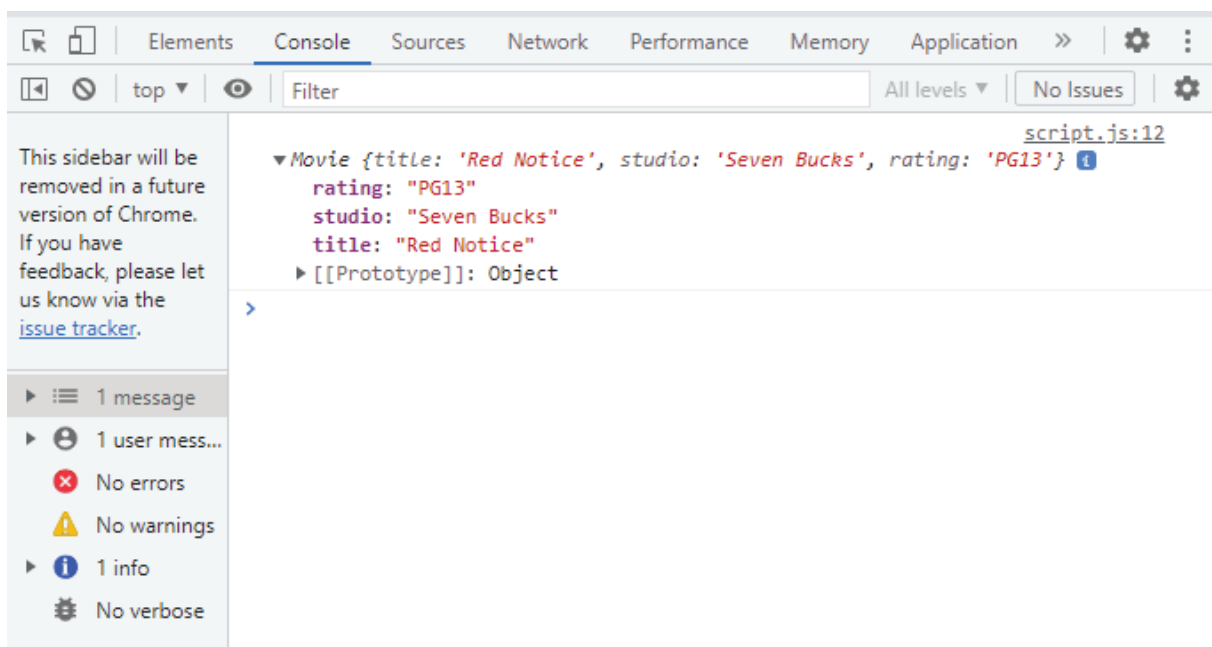 Elements Console Sources Network Performance Memory Application »
top ▼ Filter All levels ▼ No Issues
This sidebar will be
removed in a future
version of Chrome.
If you have
feedback, please let
us know via the
issue tracker.
1 message
1 user mess...
No errors
No warnings
1 info
No verbose
script.js:12
▼Movie {title: 'Red Notice', studio: 'Seven Bucks', rating: 'PG13'} i
rating: "PG13"
studio: "Seven Bucks"
title: "Red Notice"
▶[[Prototype]]: Object
>